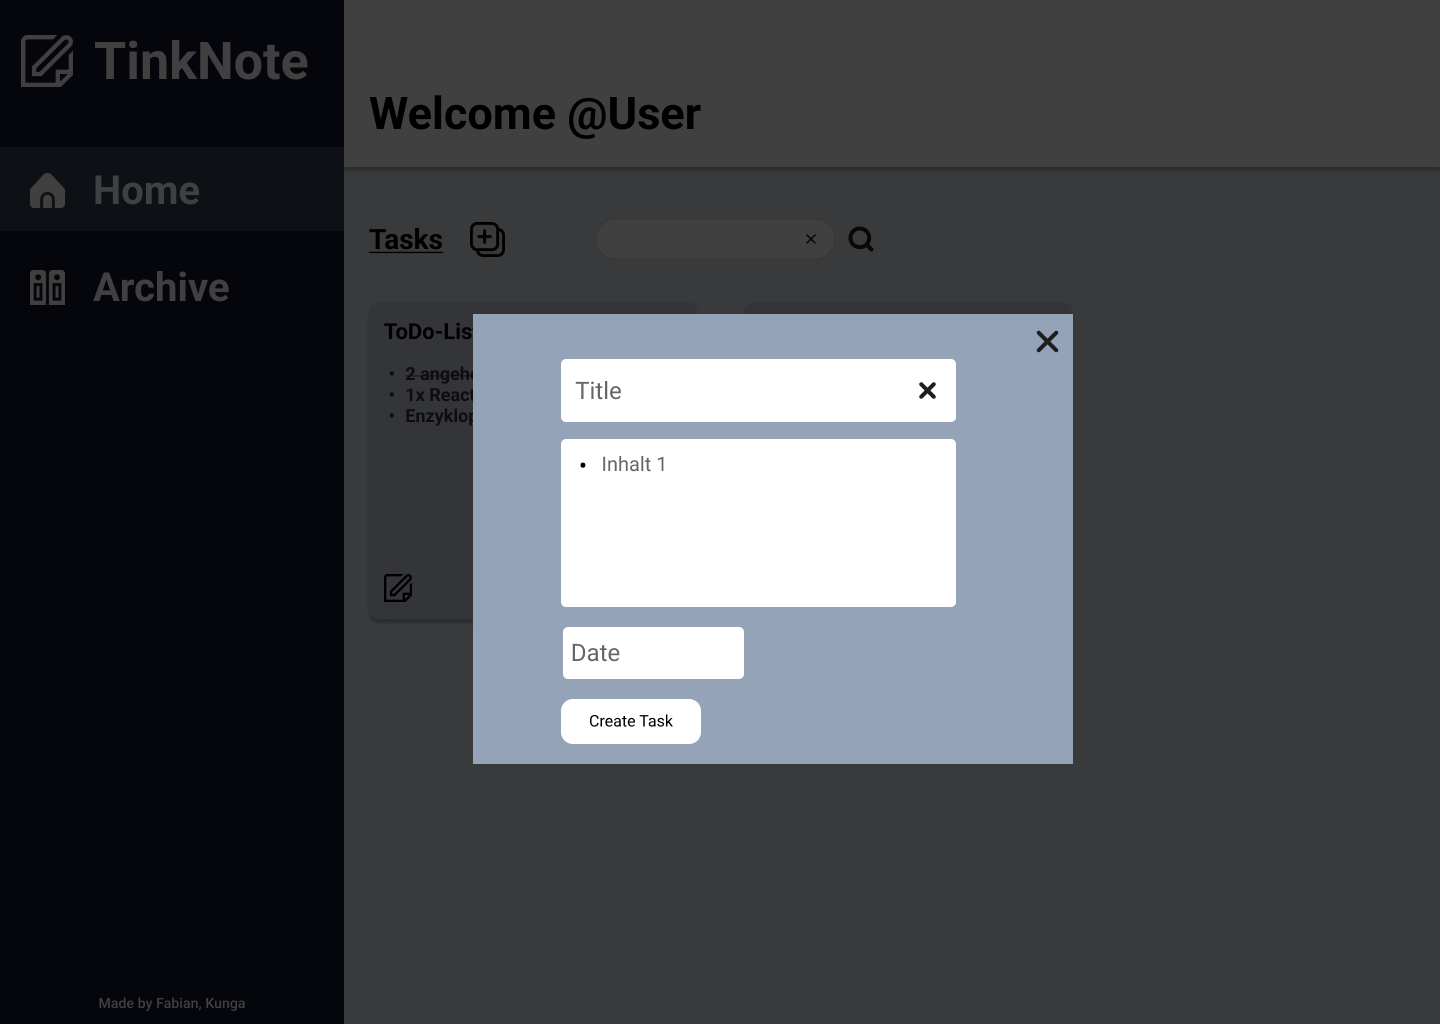 TinkNote
Welcome @User
Home
Tasks
Archive
ToDo-Lis
• 2 angeh
• 1x React
• Enzyklop
Title
• Inhalt 1
Date
Create Task
Made by Fabian, Kunga